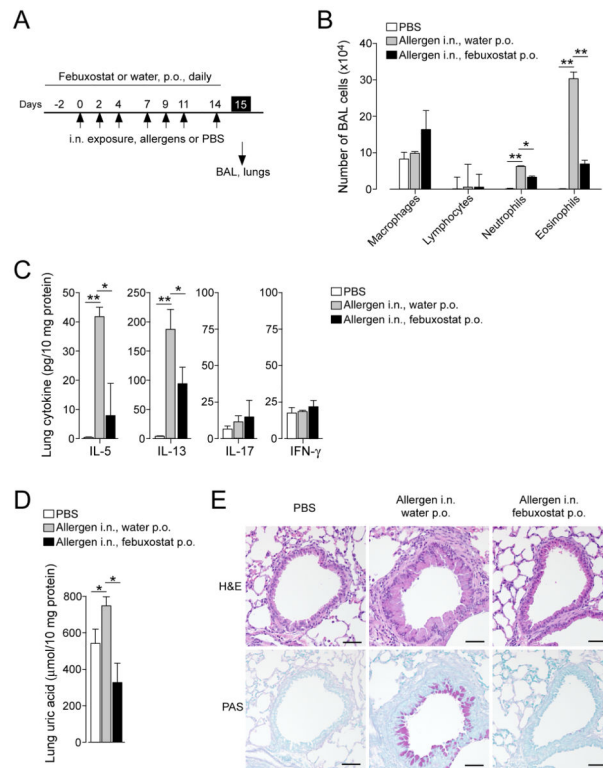 A
Febuxostat or water, p.o., daily
Days -2 0 2 4 7 9 11 14 15
i.n. exposure, allergens or PBS
BAL, lungs
B
PBS
Allergen i.n., water p.o.
Allergen i.n., febuxostat p.o.
Number of BAL cells (x10⁴)
40
30
20
10
0
** *
** **
Macrophages
Lymphocytes
Neutrophils
Eosinophils
C
PBS
Allergen i.n., water p.o.
Allergen i.n., febuxostat p.o.
Lung cytokine (pg/10 mg protein)
50
40
30
20
10
0
** *
IL-5
250
200
150
100
50
0
** *
IL-13
100
75
50
25
0
IL-17
100
75
50
25
0
IFN-γ
D
PBS
Allergen i.n., water p.o.
Allergen i.n., febuxostat p.o.
Lung uric acid (μmol/10 mg protein)
800
600
400
200
0
* *
E
PBS
Allergen i.n.
water p.o.
Allergen i.n.
febuxostat p.o.
H&E
PAS